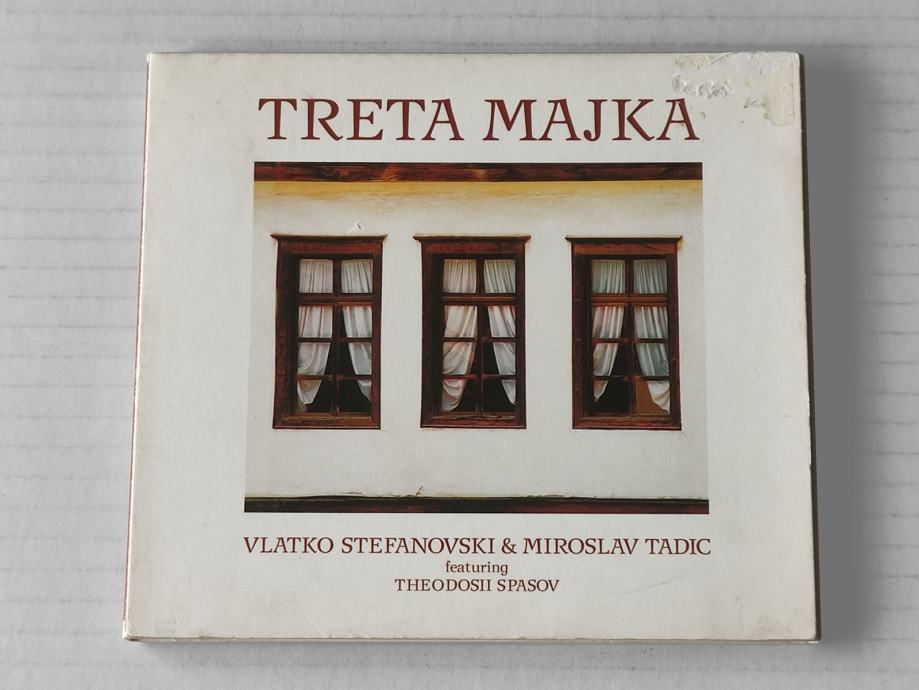 TRETA MAJKA
VLATKO STEFANOVSKI & MIROSLAV TADIC
featuring
THEODOSII SPASOV